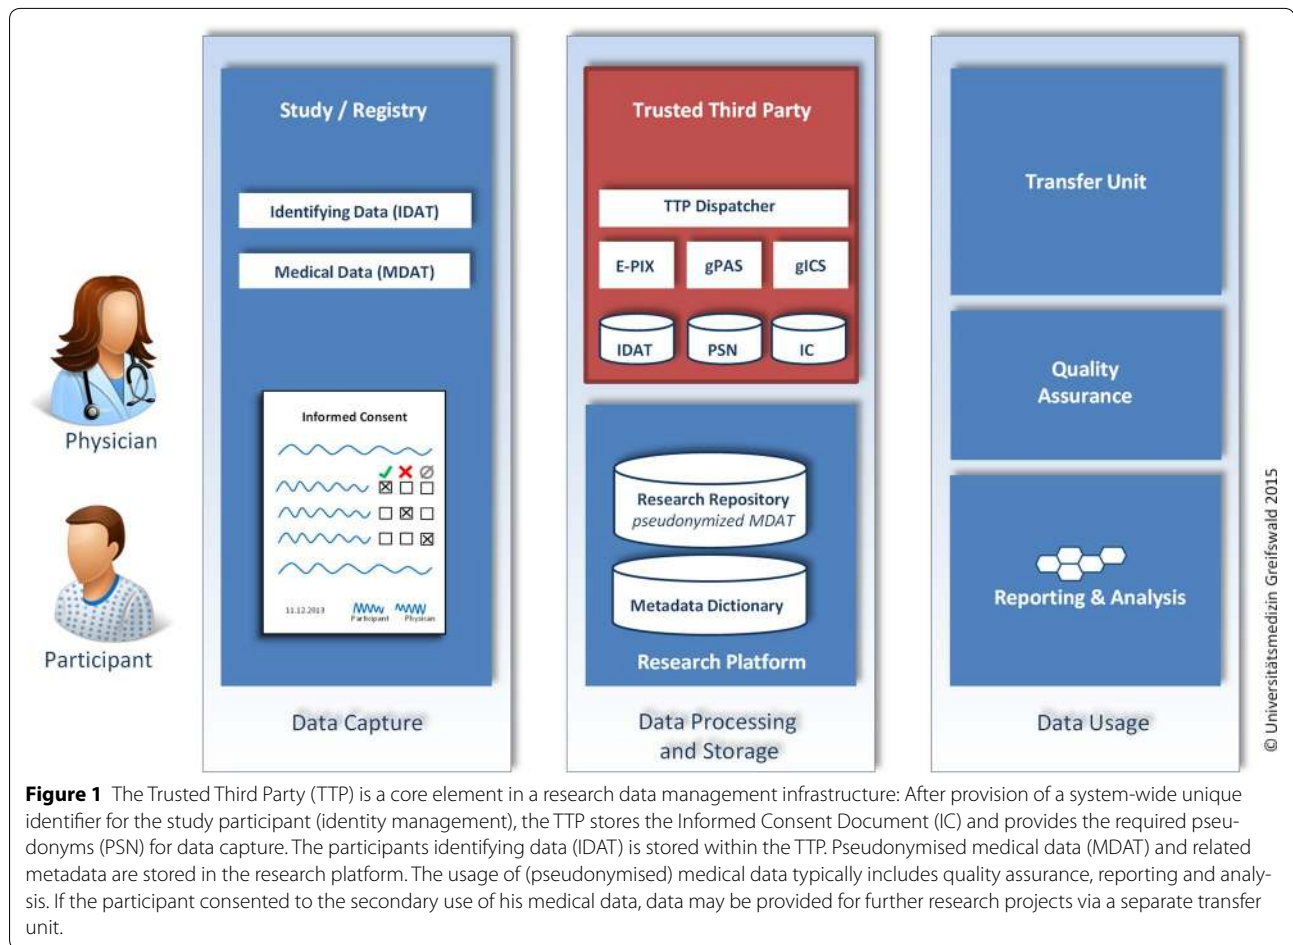 Study / Registry
Identifying Data (IDAT)
Medical Data (MDAT)
Informed Consent
11.12.2013
Participant
Physican
Physician
Participant
Data Capture
Trusted Third Party
TTP Dispatcher
E-PIX
gPAS
gICS
IDAT
PSN
IC
Research Repository
pseudonymized MDAT
Metadata Dictionary
Research Platform
Data Processing
and Storage
Transfer Unit
Quality
Assurance
Reporting & Analysis
Data Usage
© Universitätsmedizin Greifswald 2015
Figure 1 The Trusted Third Party (TTP) is a core element in a research data management infrastructure: After provision of a system-wide unique
identifier for the study participant (identity management), the TTP stores the Informed Consent Document (IC) and provides the required pseu-
donyms (PSN) for data capture. The participants identifying data (IDAT) is stored within the TTP. Pseudonymised medical data (MDAT) and related
metadata are stored in the research platform. The usage of (pseudonymised) medical data typically includes quality assurance, reporting and analy-
sis. If the participant consented to the secondary use of his medical data, data may be provided for further research projects via a separate transfer
unit.